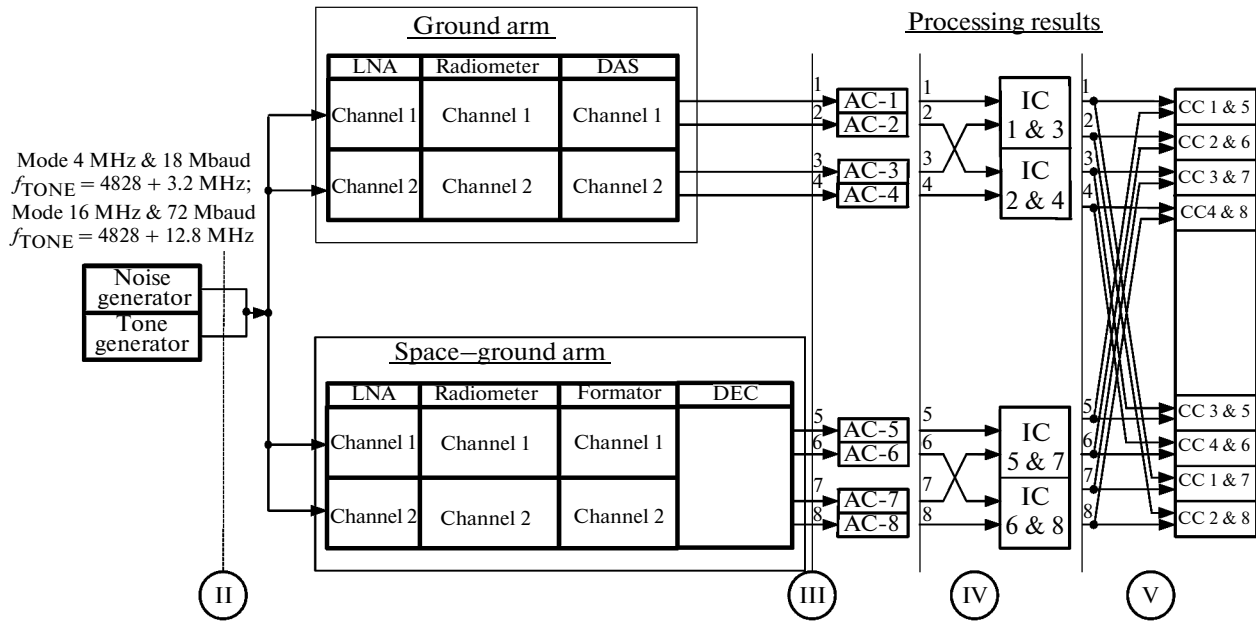 Ground arm
Processing results
LNA Radiometer DAS
Channel 1 Channel 1 Channel 1
Channel 2 Channel 2 Channel 2
Mode 4 MHz & 18 Mbaud
fTONE = 4828 + 3.2 MHz;
Mode 16 MHz & 72 Mbaud
fTONE = 4828 + 12.8 MHz
Noise
generator
Tone
generator
1
2
3
4
AC-1
AC-2
AC-3
AC-4
1
2
3
4
IC
1 & 3
IC
2 & 4
1
2
3
4
CC 1 & 5
CC 2 & 6
CC 3 & 7
CC4 & 8
Space–ground arm
LNA Radiometer Formator DEC
Channel 1 Channel 1 Channel 1
Channel 2 Channel 2 Channel 2
5
6
7
8
AC-5
AC-6
AC-7
AC-8
5
6
7
8
IC
5 & 7
IC
6 & 8
5
6
7
8
CC 3 & 5
CC 4 & 6
CC 1 & 7
CC 2 & 8
II
III
IV
V